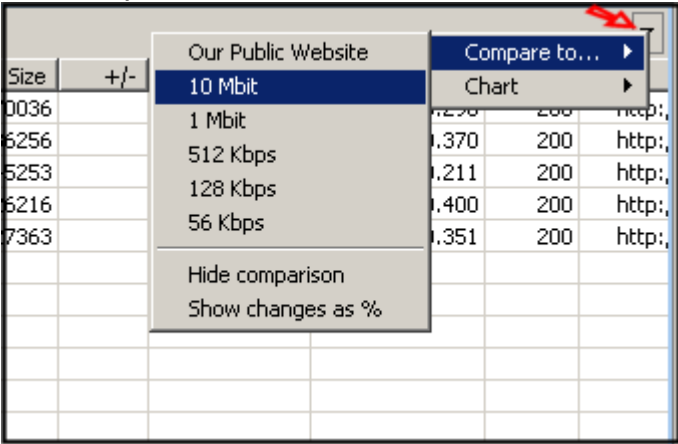 Our Public Website
Compare to...
Size
+/-
10 Mbit
Chart
0036
1 Mbit
200
6256
512 Kbps
.370
200
http:
5253
128 Kbps
.211
200
http:
6216
56 Kbps
.400
200
http:
7363
.351
200
http:
Hide comparison
Show changes as %